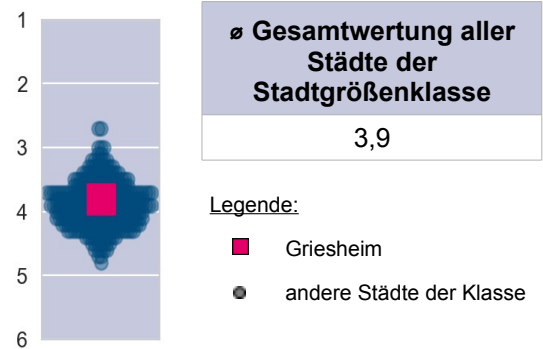 1
2
3
4
5
6
ø Gesamtwertung aller
Städte der
Stadtgrößenklasse
3,9
Legende:
Griesheim
andere Städte der Klasse